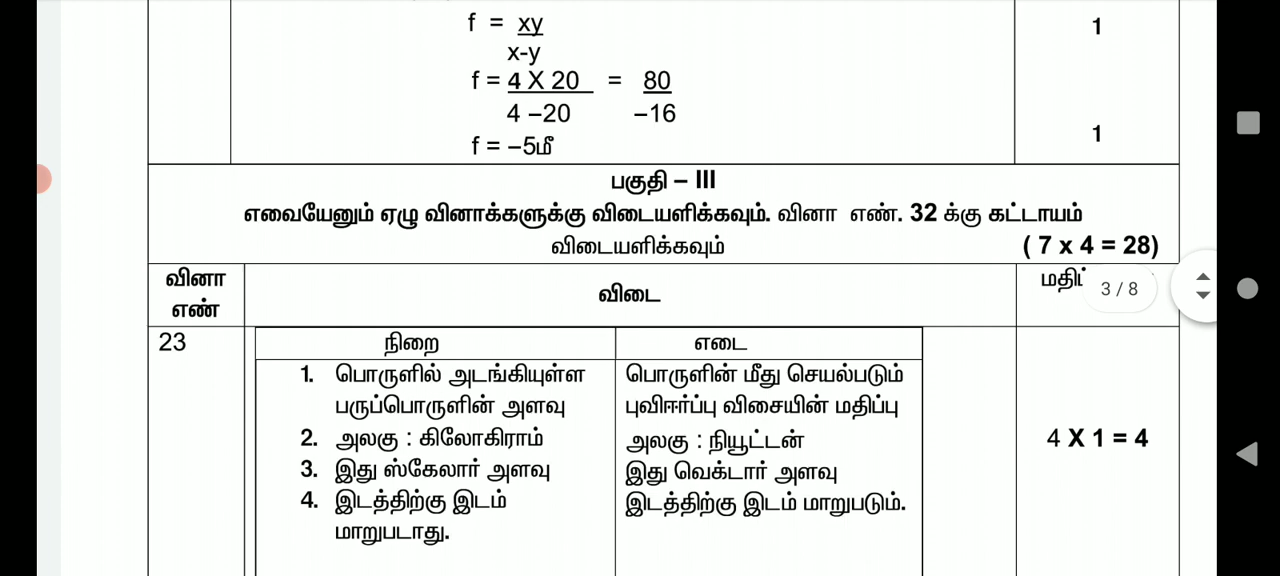 f = xy
x-y
f = 4 X 20 = 80
4 –20 –16
f = –5மீ
1
1
பகுதி – III
எவையேனும் ஏழு வினாக்களுக்கு விடையளிக்கவும். வினா எண். 32 க்கு கட்டாயம்
விடையளிக்கவும் ( 7 x 4 = 28)
வினா
எண்
விடை
3 / 8
23
நிறை எடை
1. பொருளில் அடங்கியுள்ள பொருளின் மீது செயல்படும்
பருப்பொருளின் அளவு புவிஈர்ப்பு விசையின் மதிப்பு
2. அலகு : கிலோகிராம் அலகு : நியூட்டன்
3. இது ஸ்கேலார் அளவு இது வெக்டார் அளவு
4. இடத்திற்கு இடம் இடத்திற்கு இடம் மாறுபடும்.
மாறுபடாது.
4 X 1 = 4